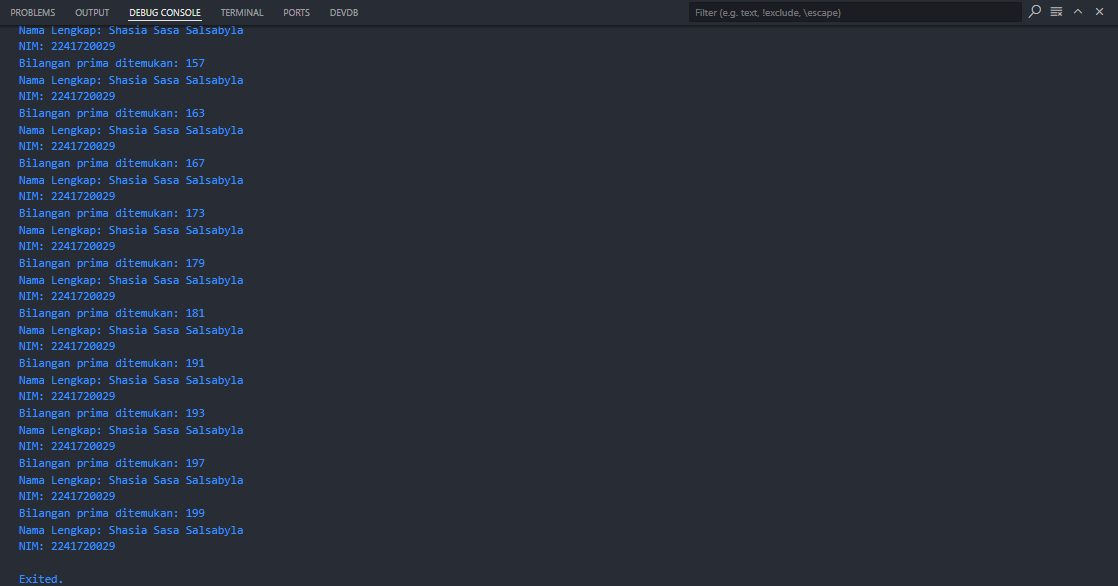 PROBLEMS OUTPUT DEBUG CONSOLE TERMINAL PORTS DEVDB Filter (e.g. text, !exclude, \escape)
Nama Lengkap: Shasia Sasa Salsabyla
NIM: 2241720029
Bilangan prima ditemukan: 157
Nama Lengkap: Shasia Sasa Salsabyla
NIM: 2241720029
Bilangan prima ditemukan: 163
Nama Lengkap: Shasia Sasa Salsabyla
NIM: 2241720029
Bilangan prima ditemukan: 167
Nama Lengkap: Shasia Sasa Salsabyla
NIM: 2241720029
Bilangan prima ditemukan: 173
Nama Lengkap: Shasia Sasa Salsabyla
NIM: 2241720029
Bilangan prima ditemukan: 179
Nama Lengkap: Shasia Sasa Salsabyla
NIM: 2241720029
Bilangan prima ditemukan: 181
Nama Lengkap: Shasia Sasa Salsabyla
NIM: 2241720029
Bilangan prima ditemukan: 191
Nama Lengkap: Shasia Sasa Salsabyla
NIM: 2241720029
Bilangan prima ditemukan: 193
Nama Lengkap: Shasia Sasa Salsabyla
NIM: 2241720029
Bilangan prima ditemukan: 197
Nama Lengkap: Shasia Sasa Salsabyla
NIM: 2241720029
Bilangan prima ditemukan: 199
Nama Lengkap: Shasia Sasa Salsabyla
NIM: 2241720029
Exited.